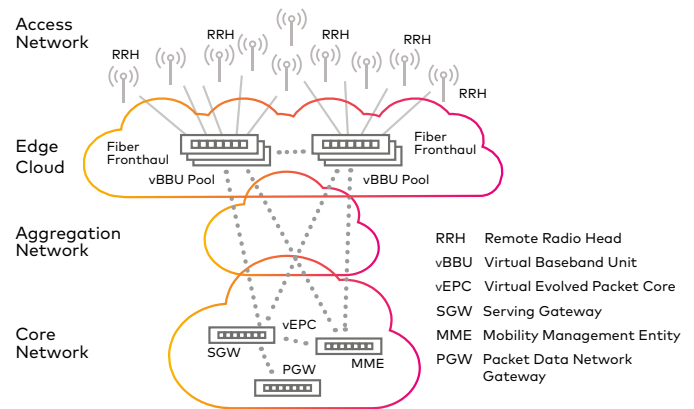 Access
Network
RRH
RRH
RRH
RRH
RRH
Edge
Cloud
Fiber
Fronthaul
vBBU Pool
vBBU Pool
Fiber
Fronthaul
Aggregation
Network
Core
Network
SGW
vEPC
PGW
MME
RRH Remote Radio Head
vBBU Virtual Baseband Unit
vEPC Virtual Evolved Packet Core
SGW Serving Gateway
MME Mobility Management Entity
PGW Packet Data Network
Gateway